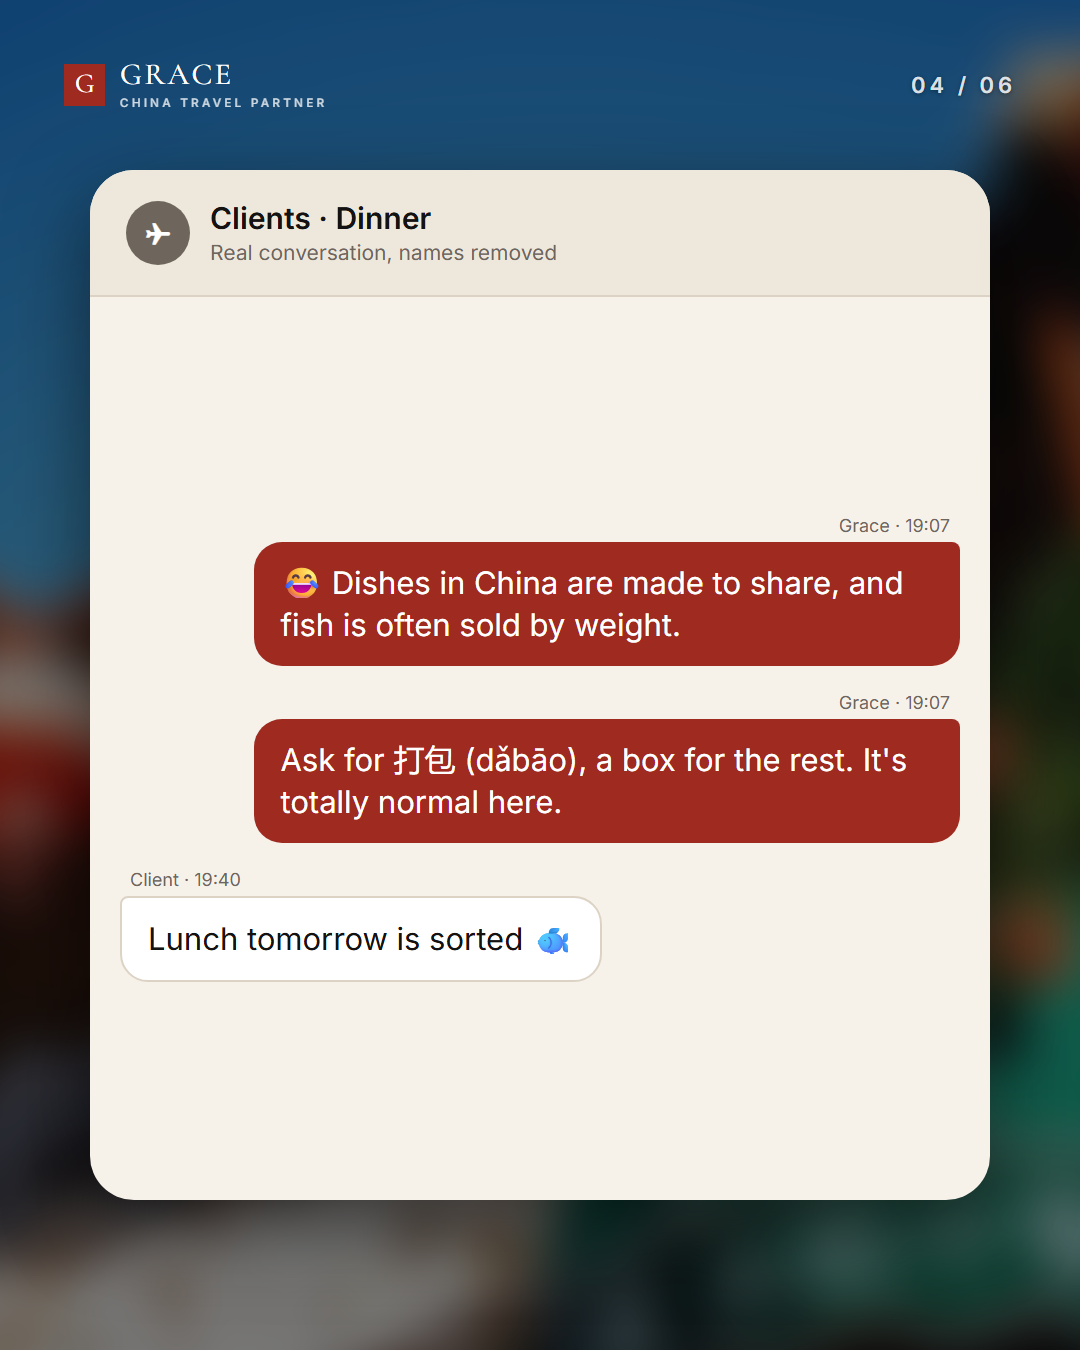 G
GRACE
CHINA TRAVEL PARTNER
04 / 06
Clients · Dinner
Real conversation, names removed
Grace · 19:07
😂 Dishes in China are made to share, and
fish is often sold by weight.
Grace · 19:07
Ask for 打包 (dǎbāo), a box for the rest. It's
totally normal here.
Client · 19:40
Lunch tomorrow is sorted 🐟